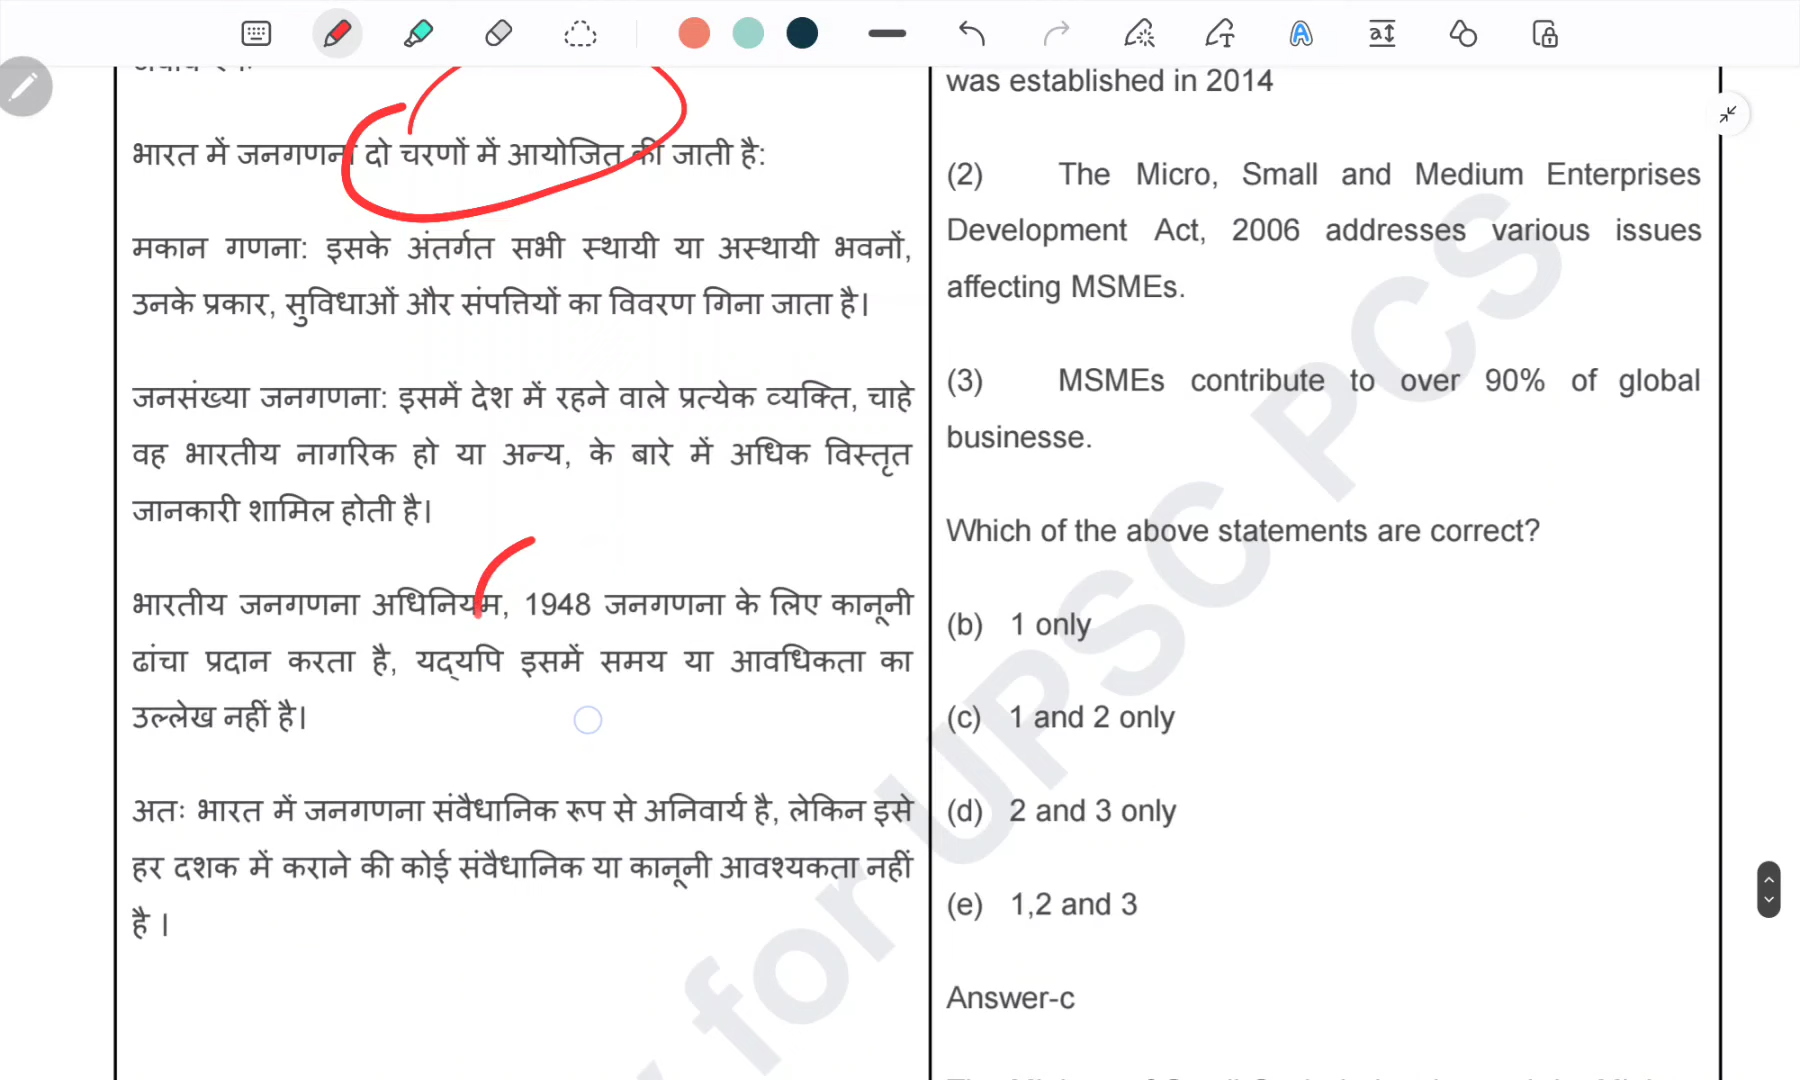 भारत में जनगणना दो चरणों में आयोजित की जाती है:
मकान गणना: इसके अंतर्गत सभी स्थायी या अस्थायी भवनों,
उनके प्रकार, सुविधाओं और संपत्तियों का विवरण गिना जाता है।
जनसंख्या जनगणना: इसमें देश में रहने वाले प्रत्येक व्यक्ति, चाहे
वह भारतीय नागरिक हो या अन्य, के बारे में अधिक विस्तृत
जानकारी शामिल होती है।
भारतीय जनगणना अधिनियम, 1948 जनगणना के लिए कानूनी
ढांचा प्रदान करता है, यद्यपि इसमें समय या आवधिकता का
उल्लेख नहीं है।
अतः भारत में जनगणना संवैधानिक रूप से अनिवार्य है, लेकिन इसे
हर दशक में कराने की कोई संवैधानिक या कानूनी आवश्यकता नहीं
है ।
was established in 2014
(2) The Micro, Small and Medium Enterprises
Development Act, 2006 addresses various issues
affecting MSMEs.
(3) MSMEs contribute to over 90% of global
businesse.
Which of the above statements are correct?
(b) 1 only
(c) 1 and 2 only
(d) 2 and 3 only
(e) 1,2 and 3
Answer-c
for UPSC PCS